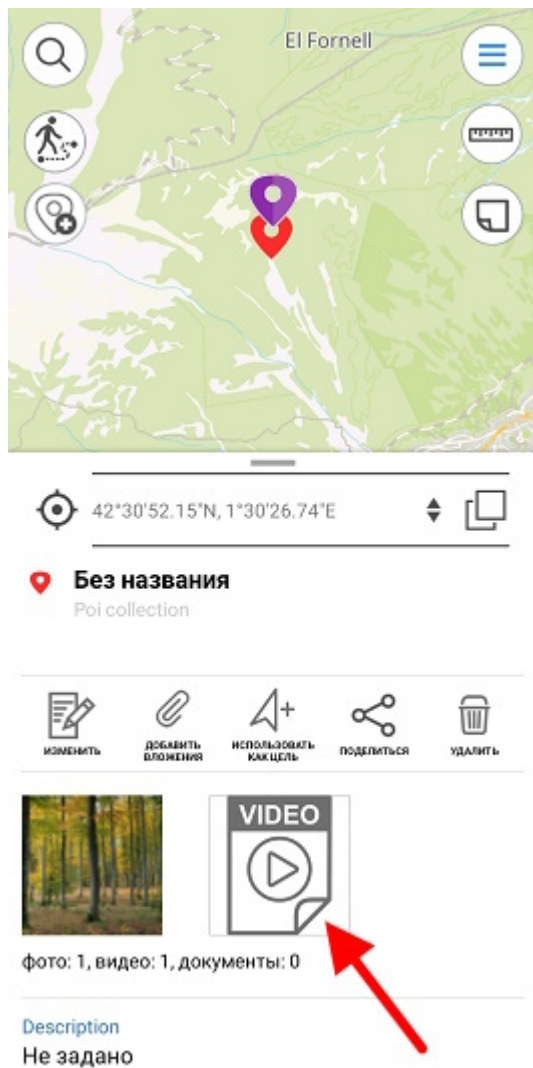 El Fornell
42°30'52.15"N, 1°30'26.74"E
Без названия
Poi collection
ИЗМЕНИТЬ
ДОБАВИТЬ
ВЛОЖЕНИЯ
ИСПОЛЬЗОВАТЬ
КАК ЦЕЛЬ
ПОДЕЛИТЬСЯ
УДАЛИТЬ
VIDEO
фото: 1, видео: 1, документы: 0
Description
Не задано